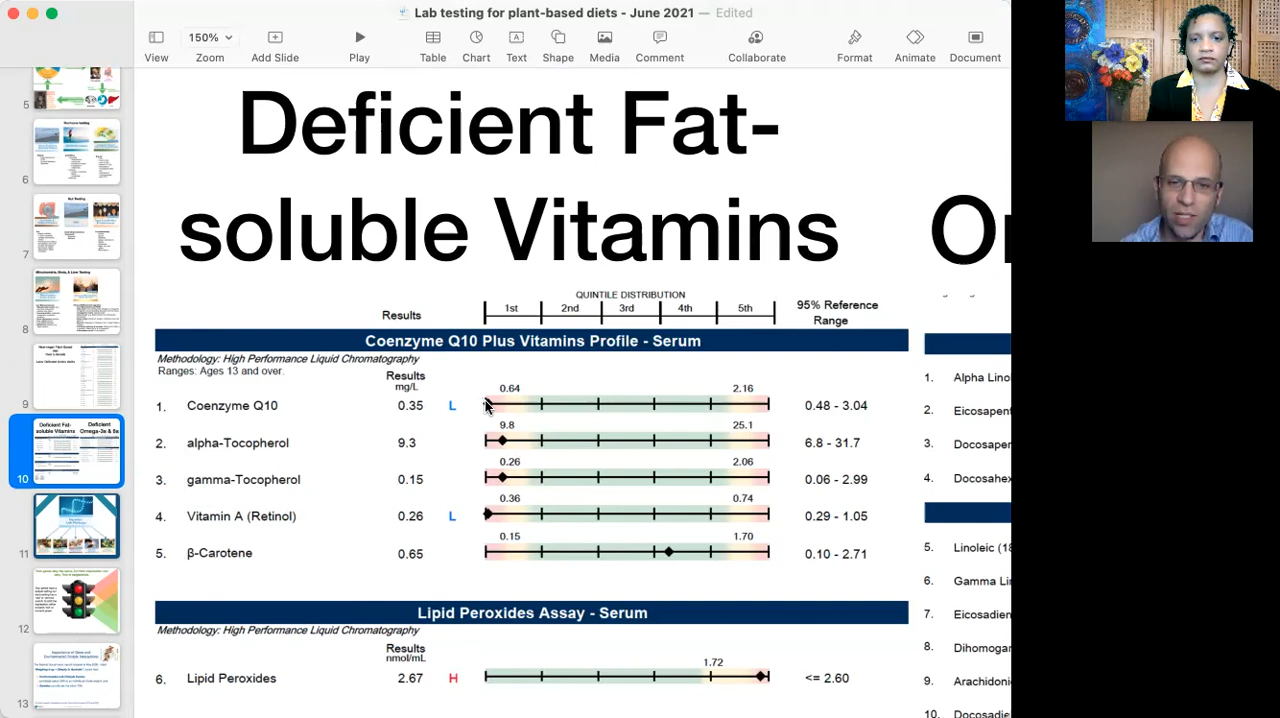 Lab testing for plant-based diets - June 2021 — Edited
150%
View
Zoom
Add Slide
Play
Table
Chart
Text
Shape
Media
Comment
Collaborate
Format
Animate
Document
5
6
7
8
9
10
11
12
13
Deficient Fat-
soluble Vitamins
QUINTILE DISTRIBUTION
Results 1st 2nd 3rd 4th 5th 95% Reference
Range
Coenzyme Q10 Plus Vitamins Profile - Serum
Methodology: High Performance Liquid Chromatography
Ranges: Ages 13 and over.
Results
mg/L
0.64 2.16
1. Coenzyme Q10 0.35 L 0.48 - 3.04
9.8 25.1
2. alpha-Tocopherol 9.3 6.8 - 31.7
0.26 2.06
3. gamma-Tocopherol 0.15 0.06 - 2.99
0.36 0.74
4. Vitamin A (Retinol) 0.26 L 0.29 - 1.05
0.15 1.70
5. β-Carotene 0.65 0.10 - 2.71
Lipid Peroxides Assay - Serum
Methodology: High Performance Liquid Chromatography
Results
nmol/mL
1.72
6. Lipid Peroxides 2.67 H <= 2.60
1. Alpha Lino
2. Eicosapent
3. Docosapen
4. Docosahex
5. Linoleic (18
6. Gamma Lin
7. Eicosadien
8. Dihomogan
9. Arachidoni
10. Docosadie